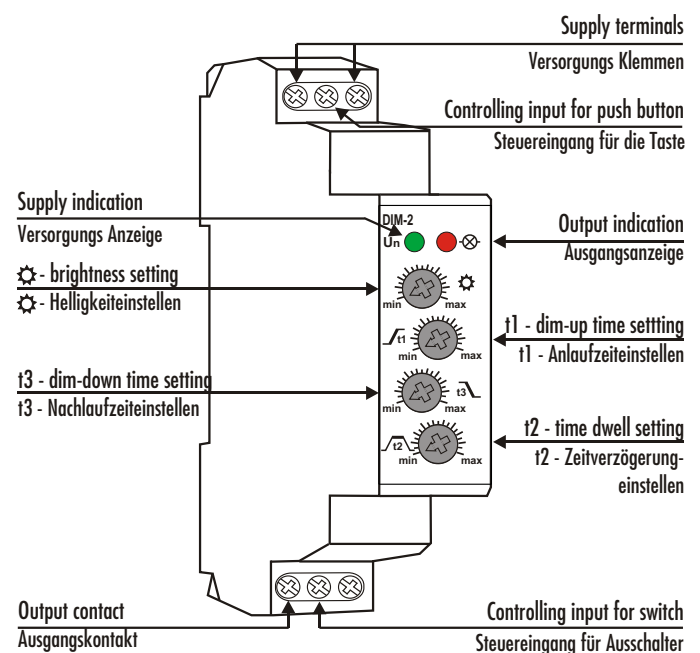 Supply terminals
Versorgungs Klemmen
Controlling input for push button
Steuereingang für die Taste
Supply indication
Versorgungs Anzeige
DIM-2
Un
Output indication
Ausgangsanzeige
- brightness setting
- Helligkeiteinstellen
min max
t1
min max
t1 - dim-up time settting
t1 - Anlaufzeiteinstellen
t3 - dim-down time setting
t3 - Nachlaufzeiteinstellen
t3
min max
t2
min max
t2 - time dwell setting
t2 - Zeitverzögerung-
einstellen
Output contact
Ausgangskontakt
Controlling input for switch
Steuereingang für Ausschalter